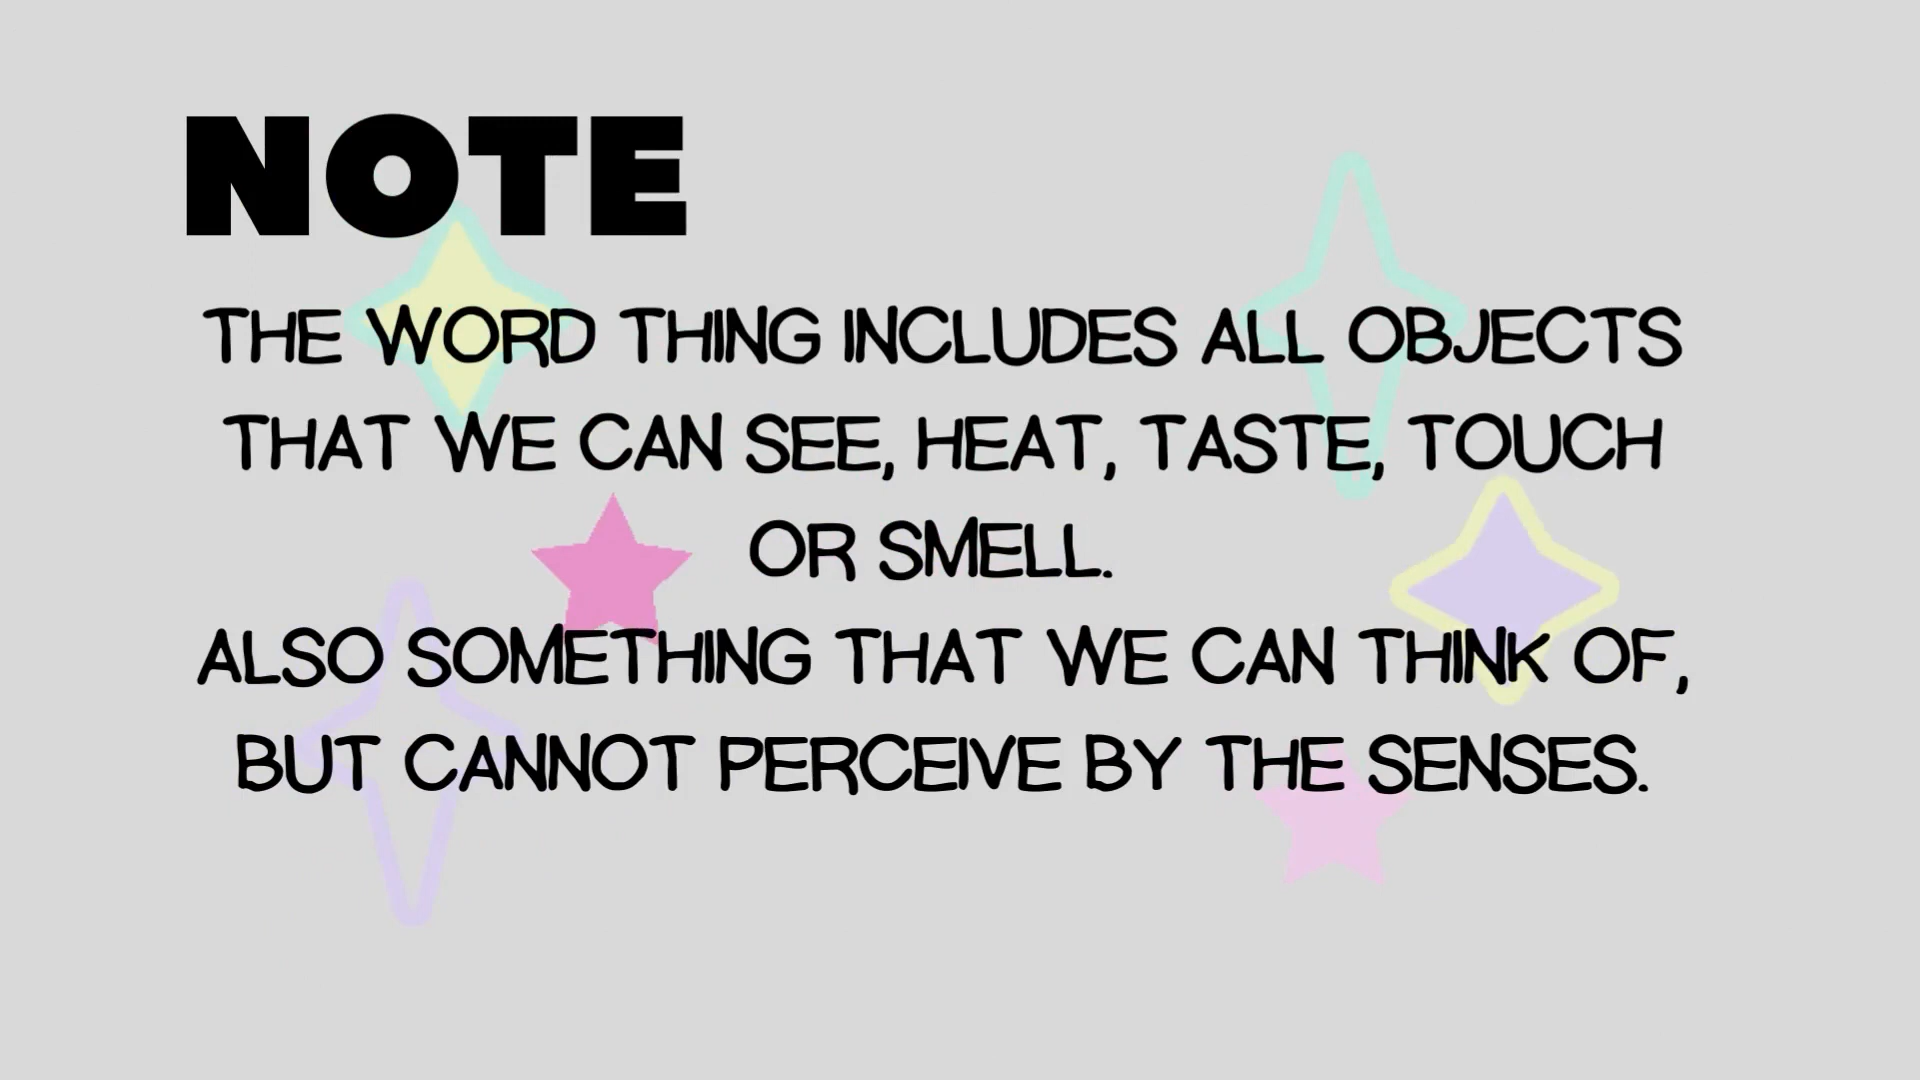 NOTE
THE WORD THING INCLUDES ALL OBJECTS
THAT WE CAN SEE, HEAT, TASTE, TOUCH
OR SMELL.
ALSO SOMETHING THAT WE CAN THINK OF,
BUT CANNOT PERCEIVE BY THE SENSES.